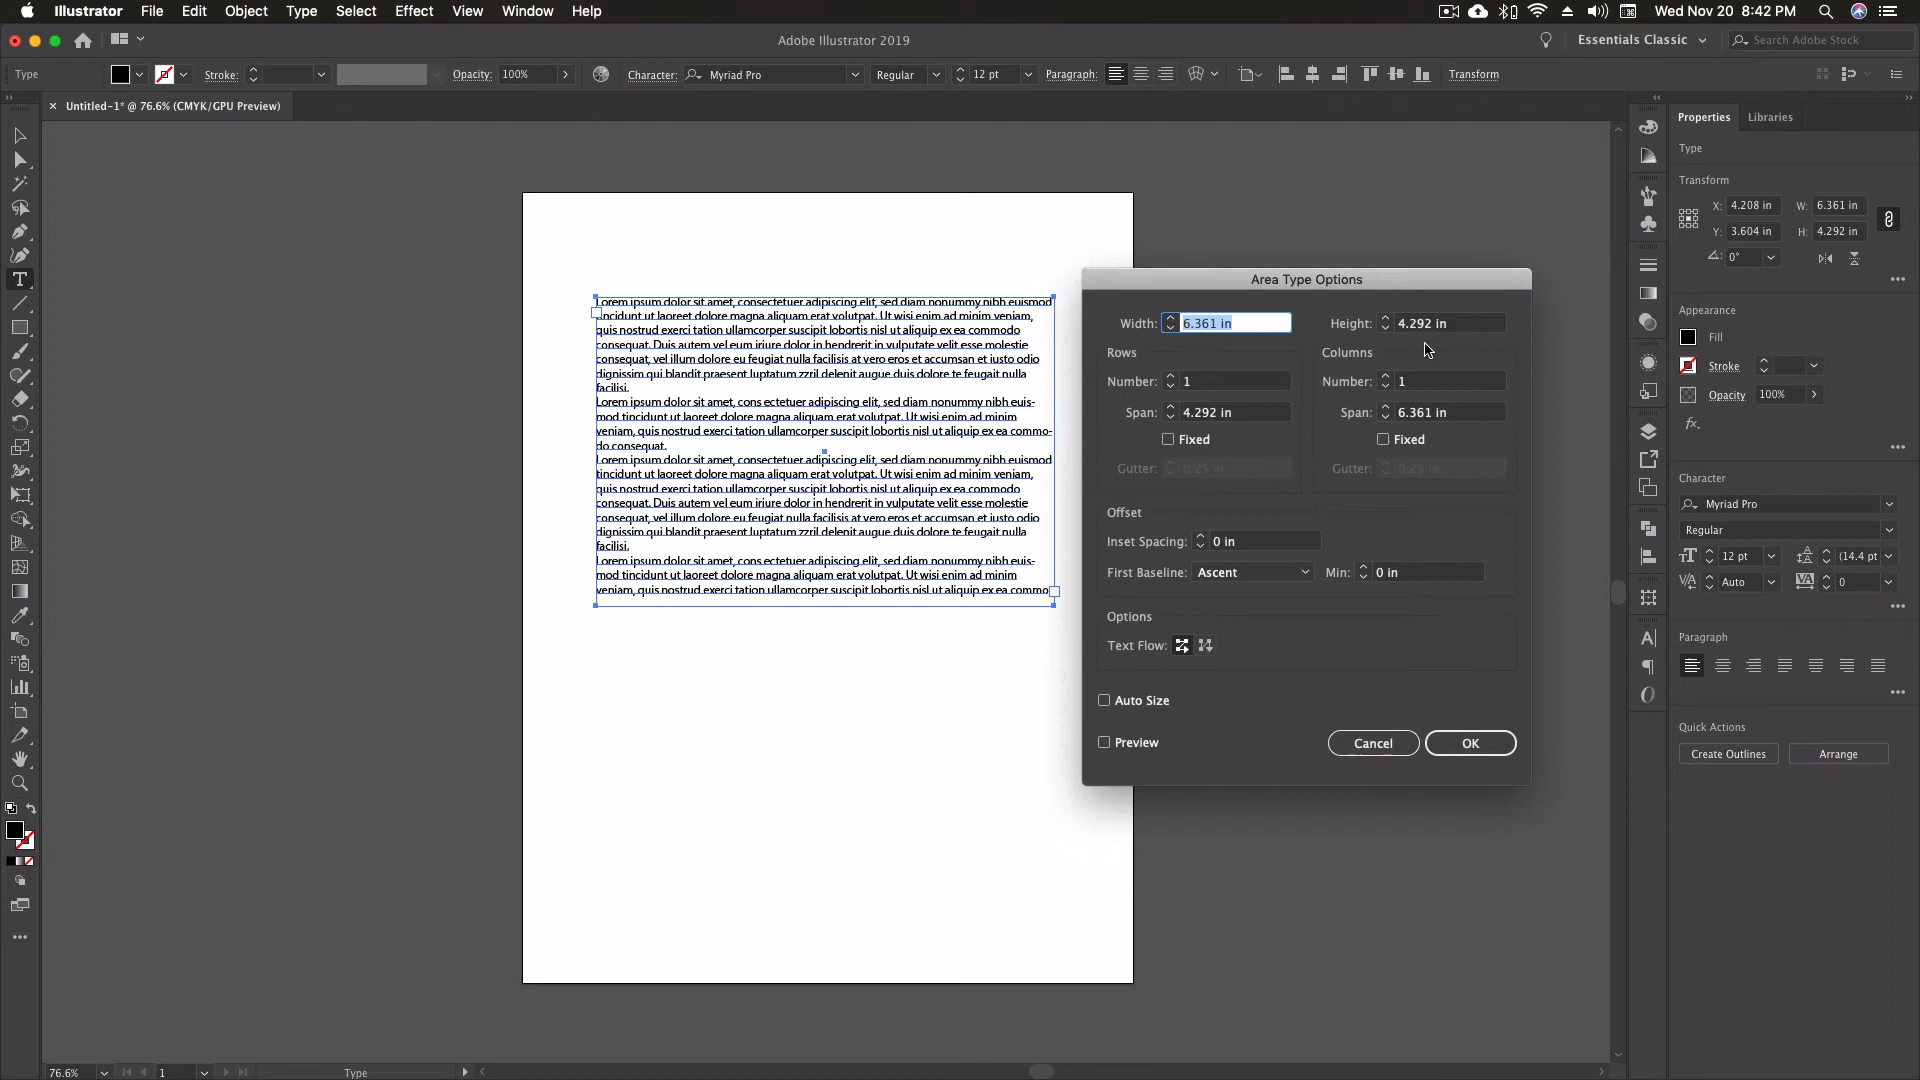 Illustrator File Edit Object Type Select Effect View Window Help
Wed Nov 20 8:42 PM
Adobe Illustrator 2019
Essentials Classic
Search Adobe Stock
Type
Stroke:
Opacity: 100%
Character: Myriad Pro
Regular
12 pt
Paragraph:
Transform
Untitled-1* @ 76.6% (CMYK/GPU Preview)
Lorem ipsum dolor sit amet, consectetuer adipiscing elit, sed diam nonummy nibh euismod
tincidunt ut laoreet dolore magna aliquam erat volutpat. Ut wisi enim ad minim veniam,
quis nostrud exerci tation ullamcorper suscipit lobortis nisl ut aliquip ex ea commodo
consequat. Duis autem vel eum iriure dolor in hendrerit in vulputate velit esse molestie
consequat, vel illum dolore eu feugiat nulla facilisis at vero eros et accumsan et iusto odio
dignissim qui blandit praesent luptatum zzril delenit augue duis dolore te feugait nulla
facilisi.
Lorem ipsum dolor sit amet, cons ectetuer adipiscing elit, sed diam nonummy nibh euis-
mod tincidunt ut laoreet dolore magna aliquam erat volutpat. Ut wisi enim ad minim
veniam, quis nostrud exerci tation ullamcorper suscipit lobortis nisl ut aliquip ex ea commo-
do consequat.
Lorem ipsum dolor sit amet, consectetuer adipiscing elit, sed diam nonummy nibh euismod
tincidunt ut laoreet dolore magna aliquam erat volutpat. Ut wisi enim ad minim veniam,
quis nostrud exerci tation ullamcorper suscipit lobortis nisl ut aliquip ex ea commodo
consequat. Duis autem vel eum iriure dolor in hendrerit in vulputate velit esse molestie
consequat, vel illum dolore eu feugiat nulla facilisis at vero eros et accumsan et iusto odio
dignissim qui blandit praesent luptatum zzril delenit augue duis dolore te feugait nulla
facilisi.
Lorem ipsum dolor sit amet, cons ectetuer adipiscing elit, sed diam nonummy nibh euis-
mod tincidunt ut laoreet dolore magna aliquam erat volutpat. Ut wisi enim ad minim
veniam, quis nostrud exerci tation ullamcorper suscipit lobortis nisl ut aliquip ex ea commo
Area Type Options
Width: 6.361 in
Height: 4.292 in
Rows
Columns
Number: 1
Number: 1
Span: 4.292 in
Span: 6.361 in
Fixed
Fixed
Gutter: 0.25 in
Gutter: 0.25 in
Offset
Inset Spacing: 0 in
First Baseline: Ascent
Min: 0 in
Options
Text Flow:
Auto Size
Preview
Cancel
OK
Properties
Libraries
Type
Transform
X: 4.208 in
W: 6.361 in
Y: 3.604 in
H: 4.292 in
0°
Appearance
Fill
Stroke
Opacity 100%
fx.
Character
Myriad Pro
Regular
12 pt
(14.4 pt
Auto
0
Paragraph
Quick Actions
Create Outlines
Arrange
76.6%
1
Type